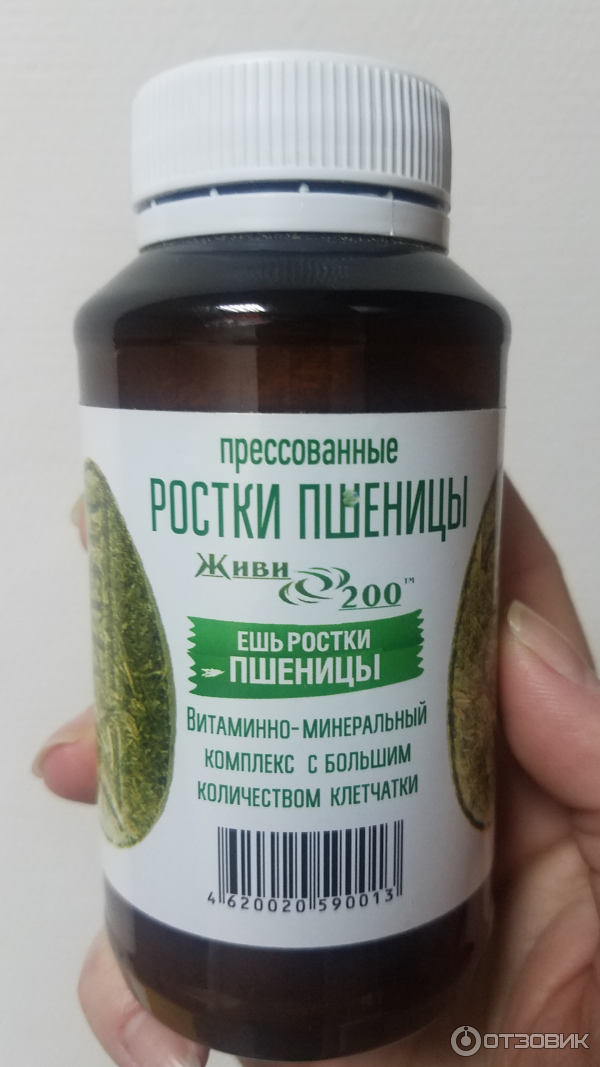 прессованные
РОСТКИ ПШЕНИЦЫ
Живи
200™
ЕШЬ РОСТКИ
ПШЕНИЦЫ
Витаминно-минеральный
комплекс с большим
количеством клетчатки
4 620020 590013
ОТЗОВИК